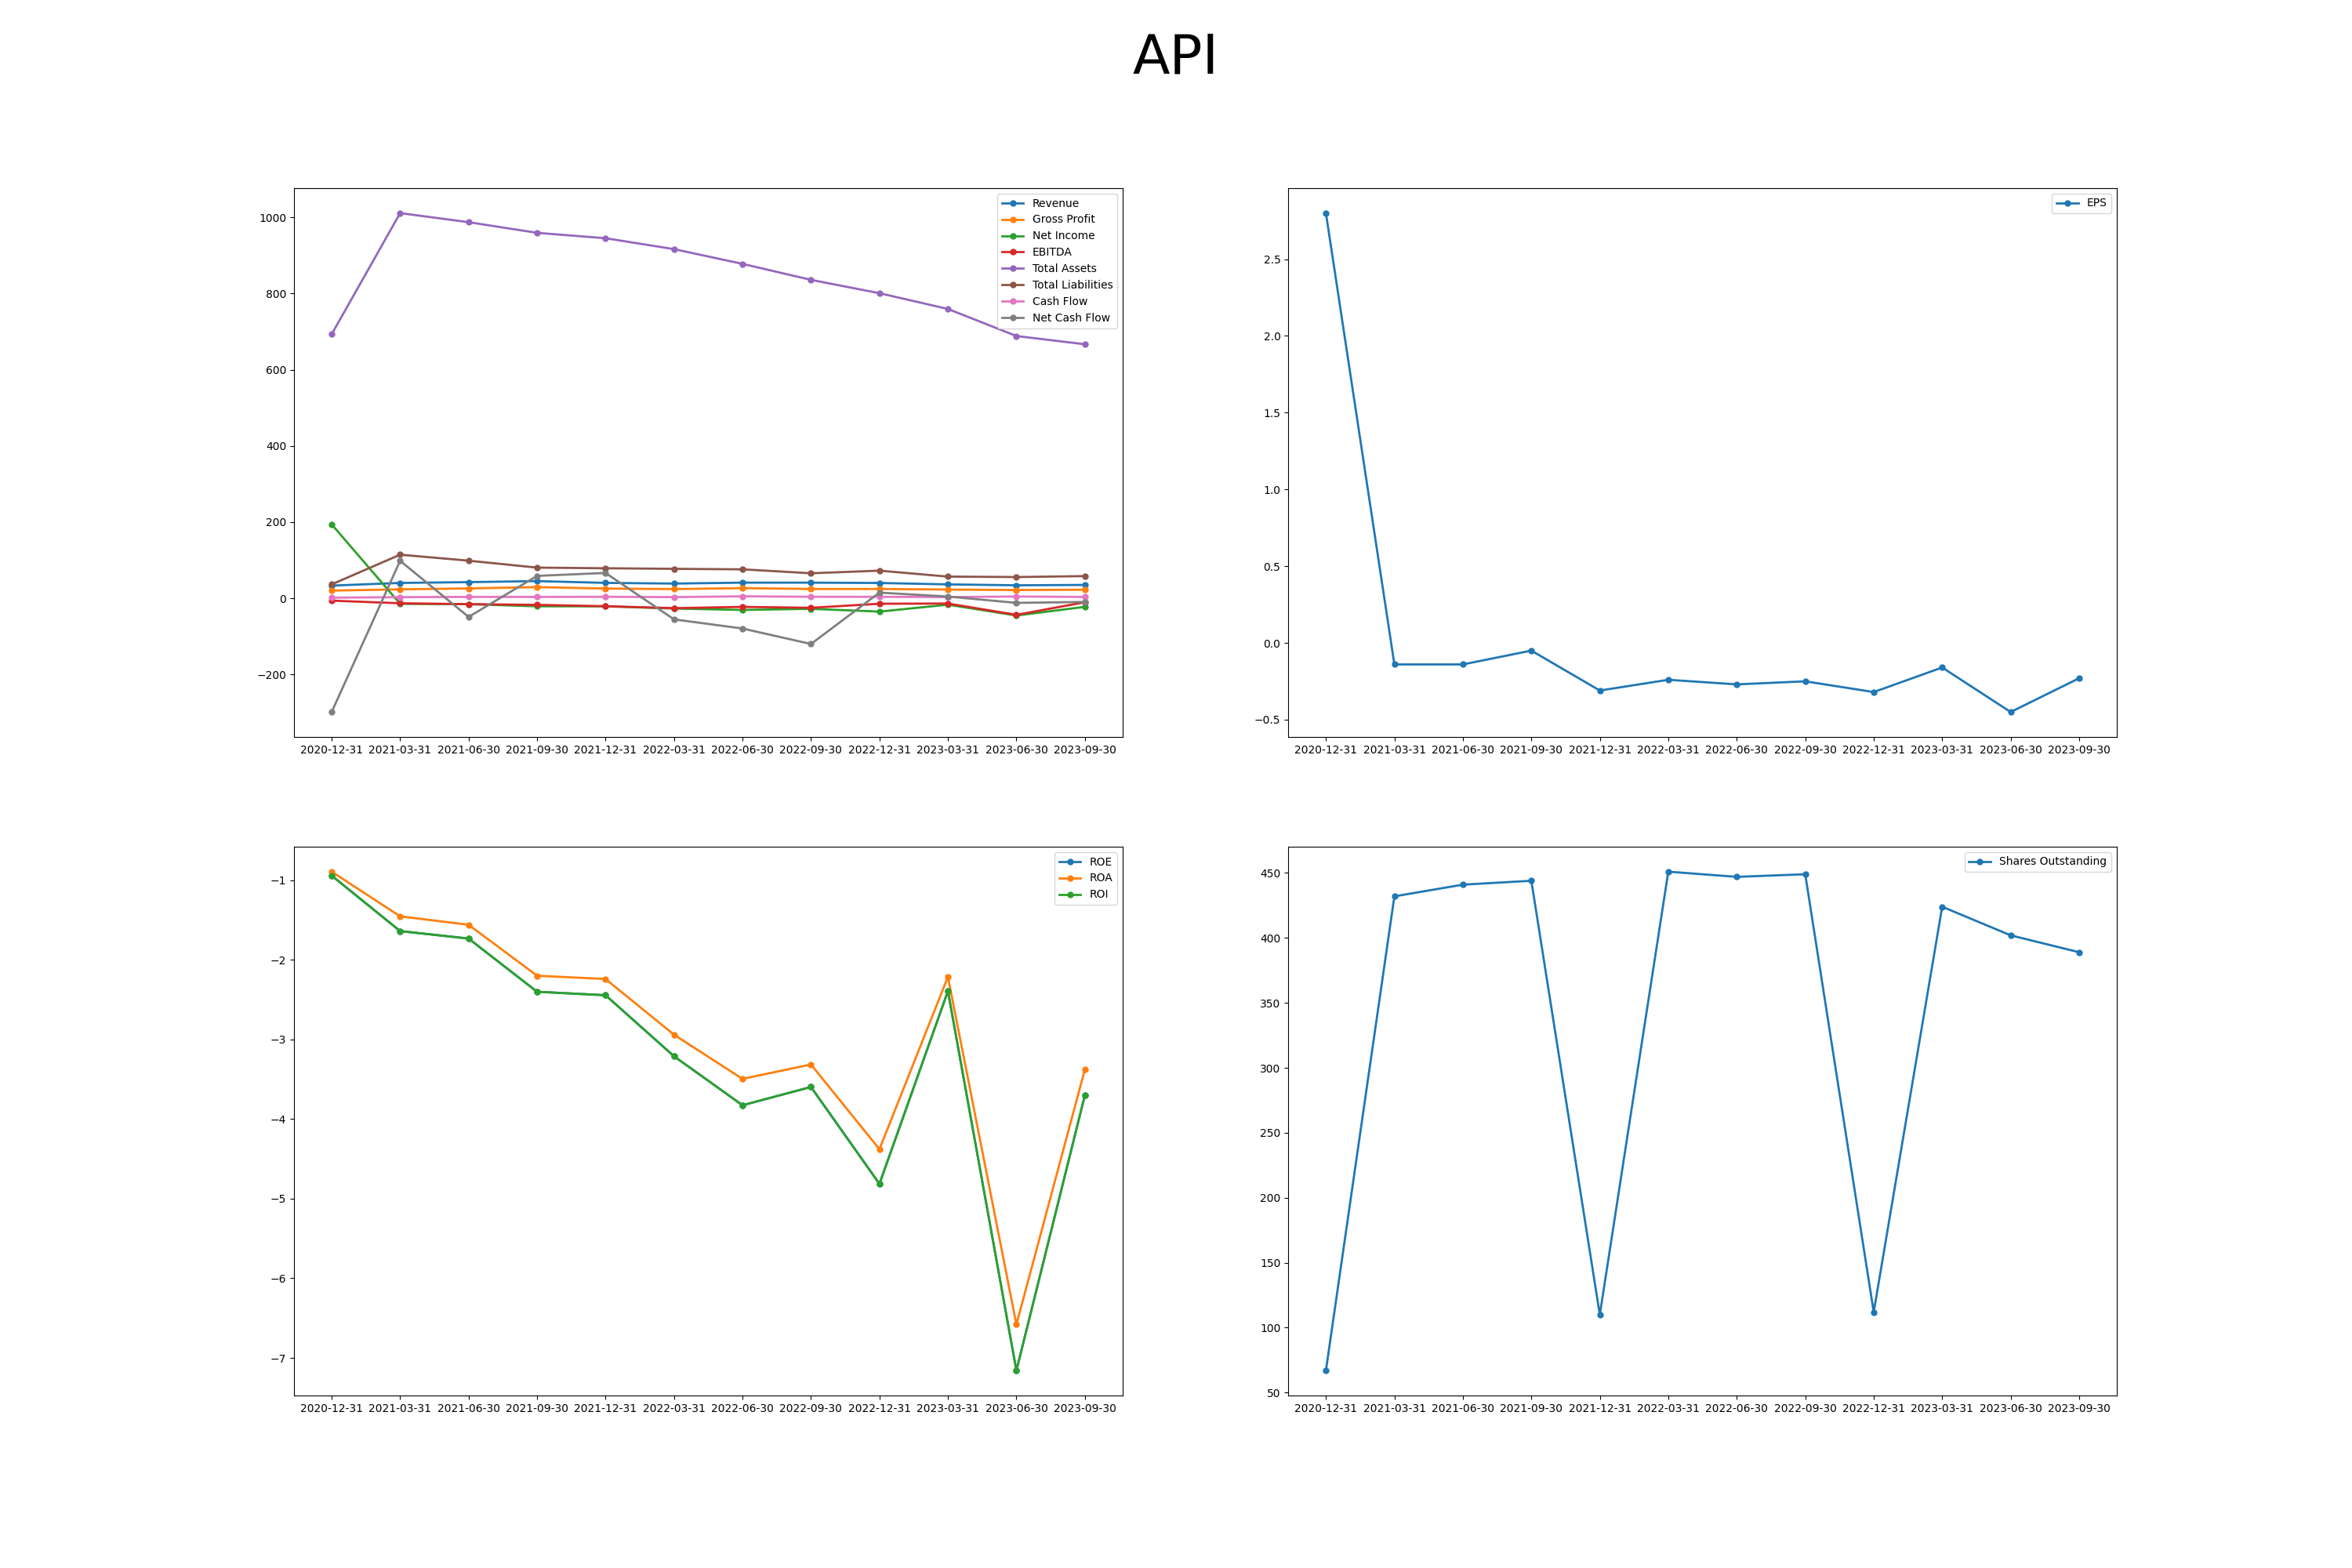 API
1000
800
600
400
200
0
−200
Revenue
Gross Profit
Net Income
EBITDA
Total Assets
Total Liabilities
Cash Flow
Net Cash Flow
2020-12-31 2021-03-31 2021-06-30 2021-09-30 2021-12-31 2022-03-31 2022-06-30 2022-09-30 2022-12-31 2023-03-31 2023-06-30 2023-09-30
2.5
2.0
1.5
1.0
0.5
0.0
−0.5
EPS
2020-12-31 2021-03-31 2021-06-30 2021-09-30 2021-12-31 2022-03-31 2022-06-30 2022-09-30 2022-12-31 2023-03-31 2023-06-30 2023-09-30
−1
−2
−3
−4
−5
−6
−7
ROE
ROA
ROI
2020-12-31 2021-03-31 2021-06-30 2021-09-30 2021-12-31 2022-03-31 2022-06-30 2022-09-30 2022-12-31 2023-03-31 2023-06-30 2023-09-30
450
400
350
300
250
200
150
100
50
Shares Outstanding
2020-12-31 2021-03-31 2021-06-30 2021-09-30 2021-12-31 2022-03-31 2022-06-30 2022-09-30 2022-12-31 2023-03-31 2023-06-30 2023-09-30